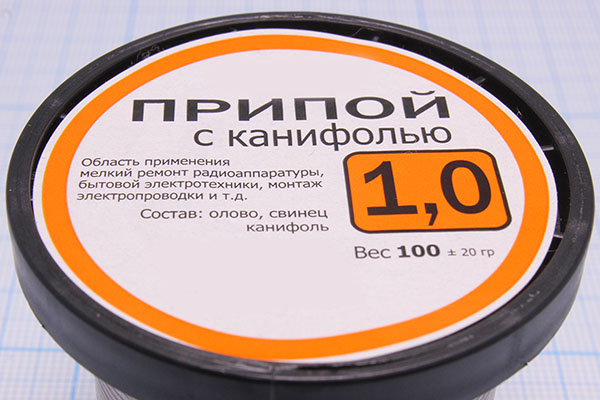 ПРИПОЙ
с канифолью
Область применения
мелкий ремонт радиоаппаратуры,
бытовой электротехники, монтаж
электропроводки и т.д.
1,0
Состав: олово, свинец
канифоль
Вес 100 ± 20 гр